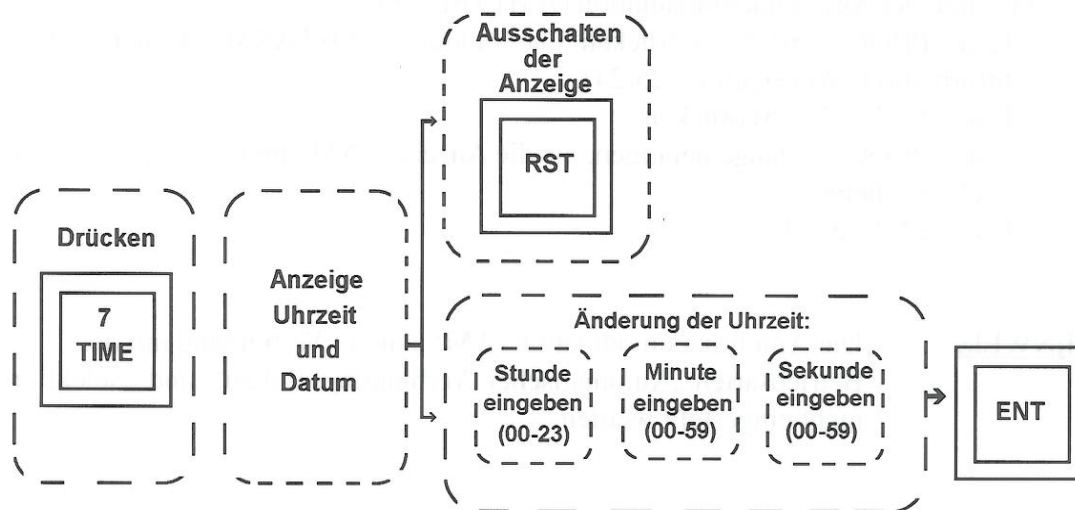 Drücken
7
TIME
Anzeige
Uhrzeit
und
Datum
Ausschalten
der
Anzeige
RST
Änderung der Uhrzeit:
Stunde
eingeben
(00-23)
Minute
eingeben
(00-59)
Sekunde
eingeben
(00-59)
ENT